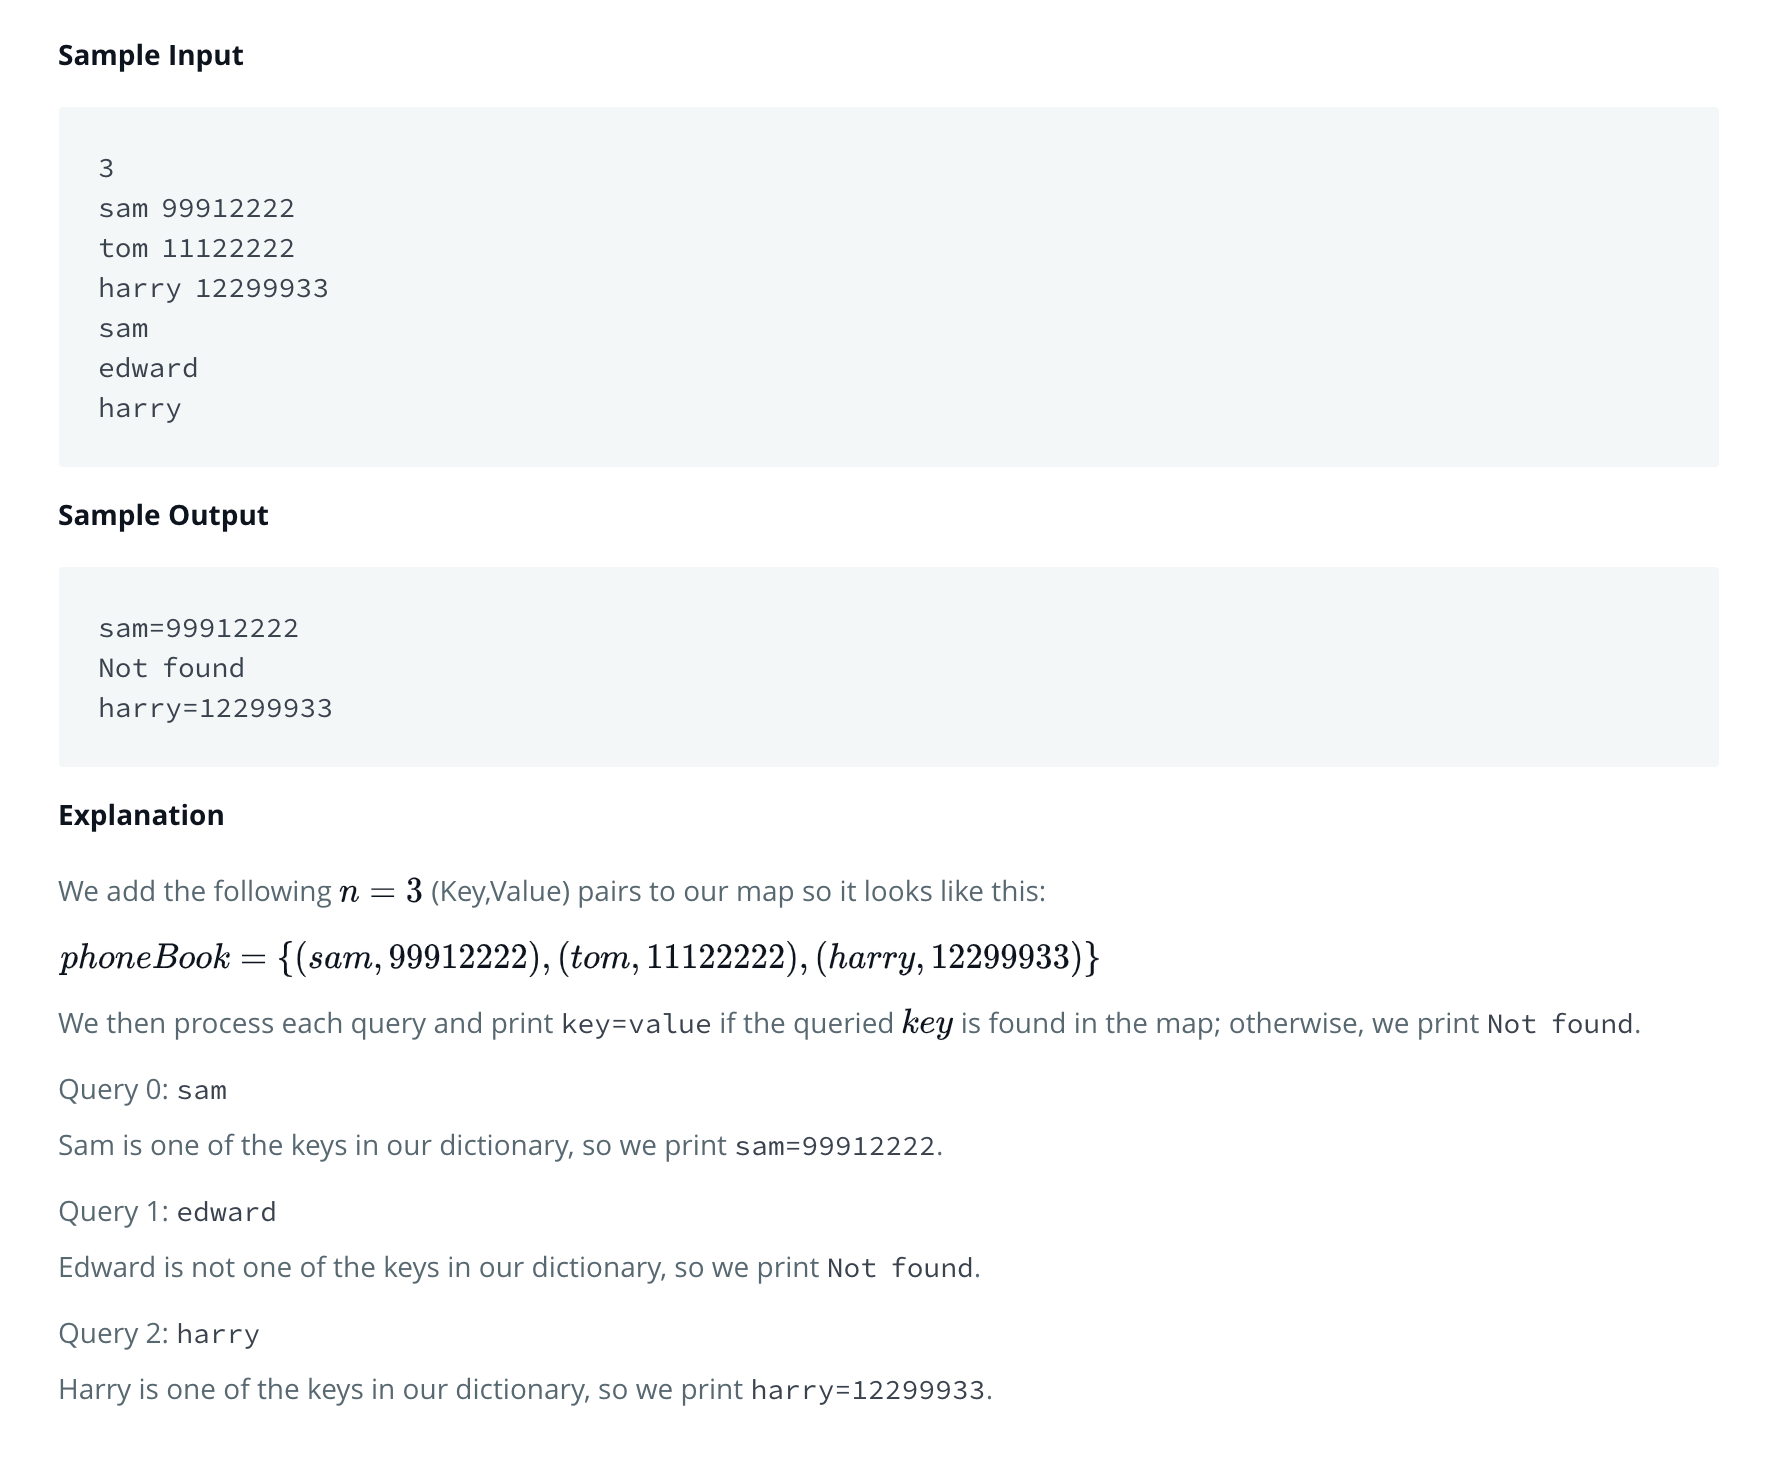 Sample Input
3
sam 99912222
tom 11122222
harry 12299933
sam
edward
harry
Sample Output
sam=99912222
Not found
harry=12299933
Explanation
We add the following n = 3 (Key,Value) pairs to our map so it looks like this:
phoneBook = {(sam, 99912222), (tom, 11122222), (harry, 12299933)}
We then process each query and print key=value if the queried key is found in the map; otherwise, we print Not found.
Query 0: sam
Sam is one of the keys in our dictionary, so we print sam=99912222.
Query 1: edward
Edward is not one of the keys in our dictionary, so we print Not found.
Query 2: harry
Harry is one of the keys in our dictionary, so we print harry=12299933.